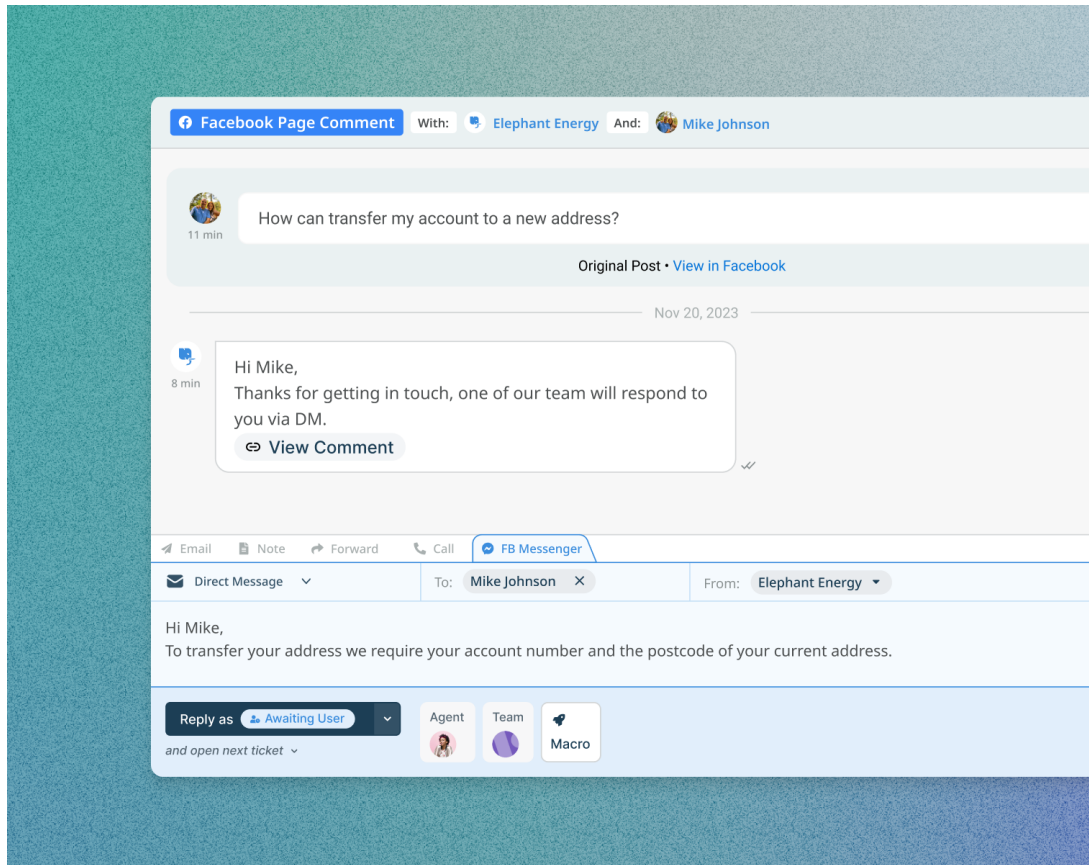 Facebook Page Comment With: Elephant Energy And: Mike Johnson
How can transfer my account to a new address?
11 min
Original Post • View in Facebook
Nov 20, 2023
Hi Mike,
8 min
Thanks for getting in touch, one of our team will respond to
you via DM.
View Comment
Email Note Forward Call FB Messenger
Direct Message To: Mike Johnson From: Elephant Energy
Hi Mike,
To transfer your address we require your account number and the postcode of your current address.
Reply as Awaiting User Agent Team
Macro
and open next ticket